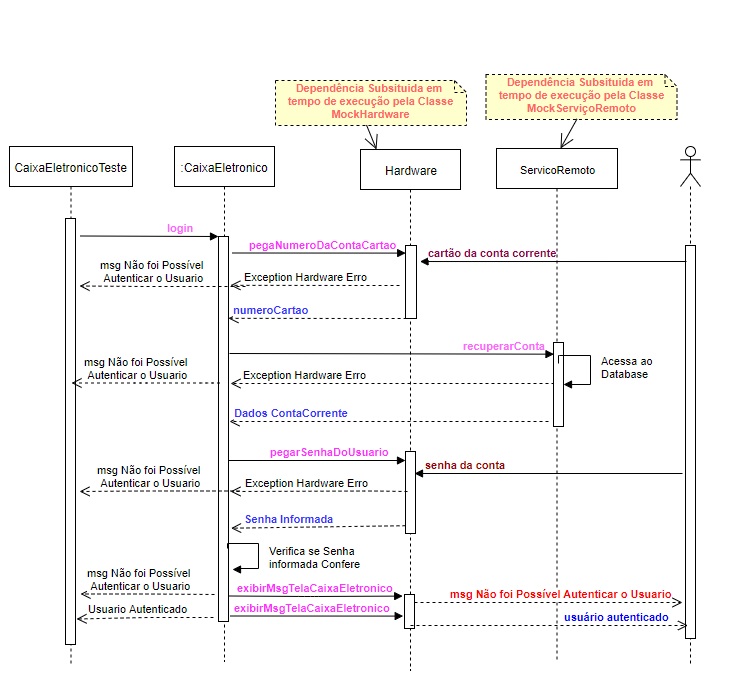 Dependência Subsituida em
tempo de execução pela Classe
MockHardware
Dependência Subsituida em
tempo de execução pela Classe
MockServiçoRemoto
CaixaEletronicoTeste
:CaixaEletronico
Hardware
ServicoRemoto
login
pegaNumeroDaContaCartao
cartão da conta corrente
msg Não foi Possível
Autenticar o Usuario
Exception Hardware Erro
numeroCartao
recuperarConta
msg Não foi Possível
Autenticar o Usuario
Exception Hardware Erro
Acessa ao
Database
Dados ContaCorrente
pegarSenhaDoUsuario
senha da conta
msg Não foi Possível
Autenticar o Usuario
Exception Hardware Erro
Senha Informada
Verifica se Senha
informada Confere
msg Não foi Possível
Autenticar o Usuario
exibirMsgTelaCaixaEletronico
msg Não foi Possível Autenticar o Usuario
Usuario Autenticado
exibirMsgTelaCaixaEletronico
usuário autenticado